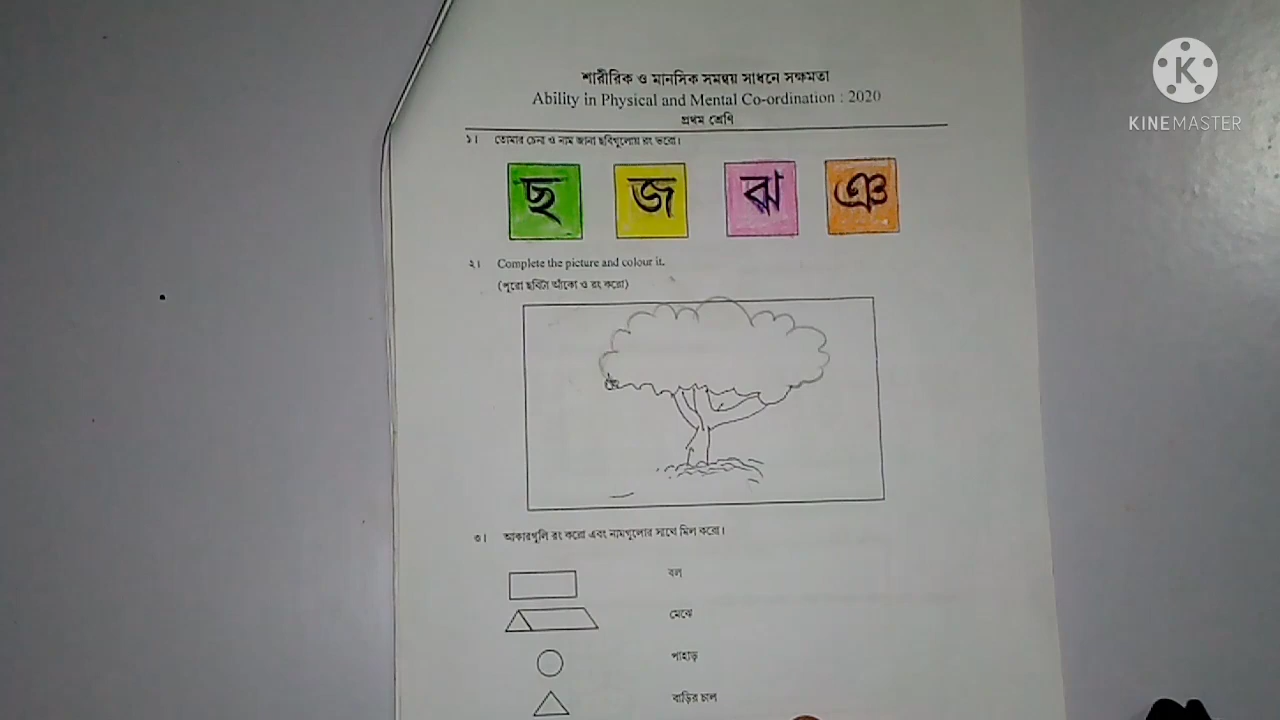 শারীরিক ও মানসিক সমন্বয় সাধনে সক্ষমতা
Ability in Physical and Mental Co-ordination : 2020
প্রথম শ্রেণি
১। তোমার চেনা ও নাম জানা ছবিগুলোয় রং ভরো।
ছ জ ঝ ঞ
২। Complete the picture and colour it.
(পুরো ছবিটা আঁকো ও রং করো)
৩। আকারগুলি রং করো এবং নামগুলোর সাথে মিল করো।
বল
মেঝে
পাহাড়
বাড়ির চাল
K
KINEMASTER